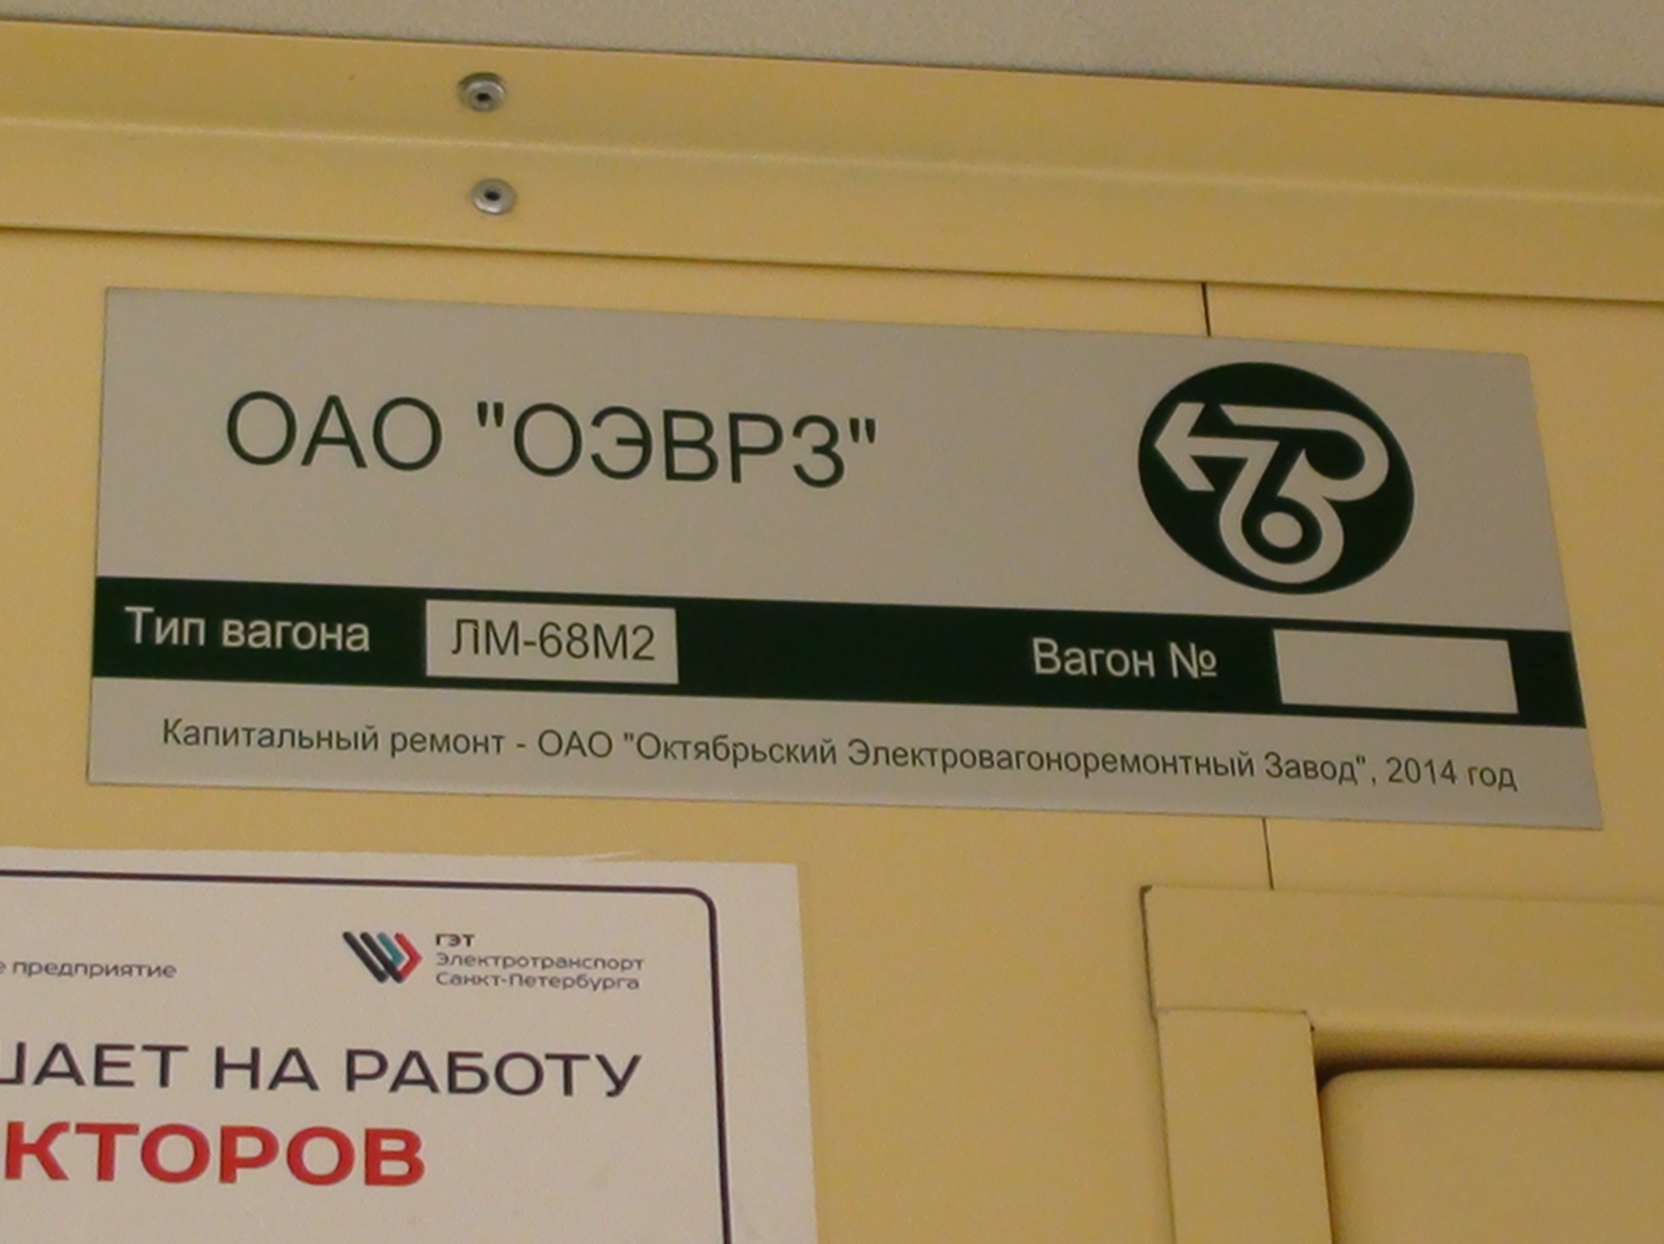 ОАО "ОЭВРЗ"
Тип вагона ЛМ-68М2 Вагон №
Капитальный ремонт - ОАО "Октябрьский Электровагоноремонтный Завод", 2014 год
предприятие
ГЭТ
Электротранспорт
Санкт-Петербурга
ШАЕТ НА РАБОТУ
КТОРОВ